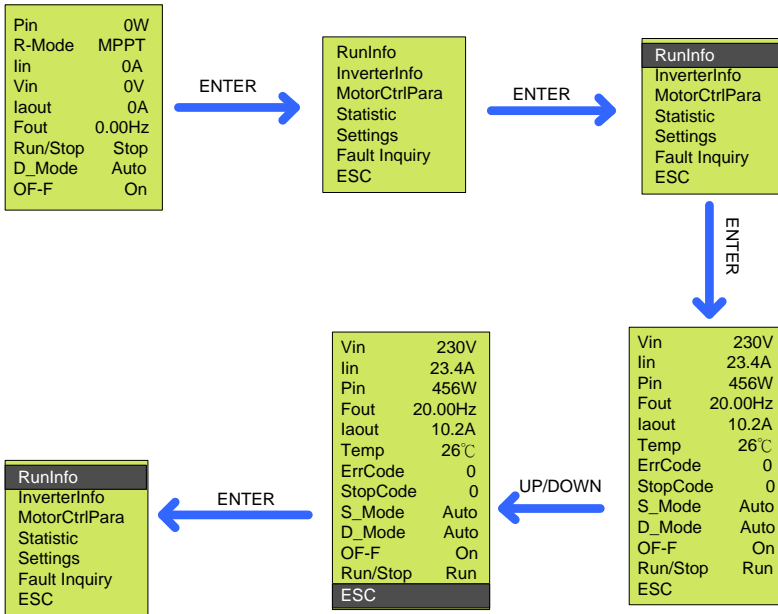 Pin 0W
R-Mode MPPT
Iin 0A
Vin 0V
Iaout 0A
Fout 0.00Hz
Run/Stop Stop
D_Mode Auto
OF-F On
ENTER
RunInfo
InverterInfo
MotorCtrlPara
Statistic
Settings
Fault Inquiry
ESC
ENTER
RunInfo
InverterInfo
MotorCtrlPara
Statistic
Settings
Fault Inquiry
ESC
ENTER
Vin 230V
Iin 23.4A
Pin 456W
Fout 20.00Hz
Iaout 10.2A
Temp 26℃
ErrCode 0
StopCode 0
S_Mode Auto
D_Mode Auto
OF-F On
Run/Stop Run
ESC
UP/DOWN
Vin 230V
Iin 23.4A
Pin 456W
Fout 20.00Hz
Iaout 10.2A
Temp 26℃
ErrCode 0
StopCode 0
S_Mode Auto
D_Mode Auto
OF-F On
Run/Stop Run
ESC
ENTER
RunInfo
InverterInfo
MotorCtrlPara
Statistic
Settings
Fault Inquiry
ESC